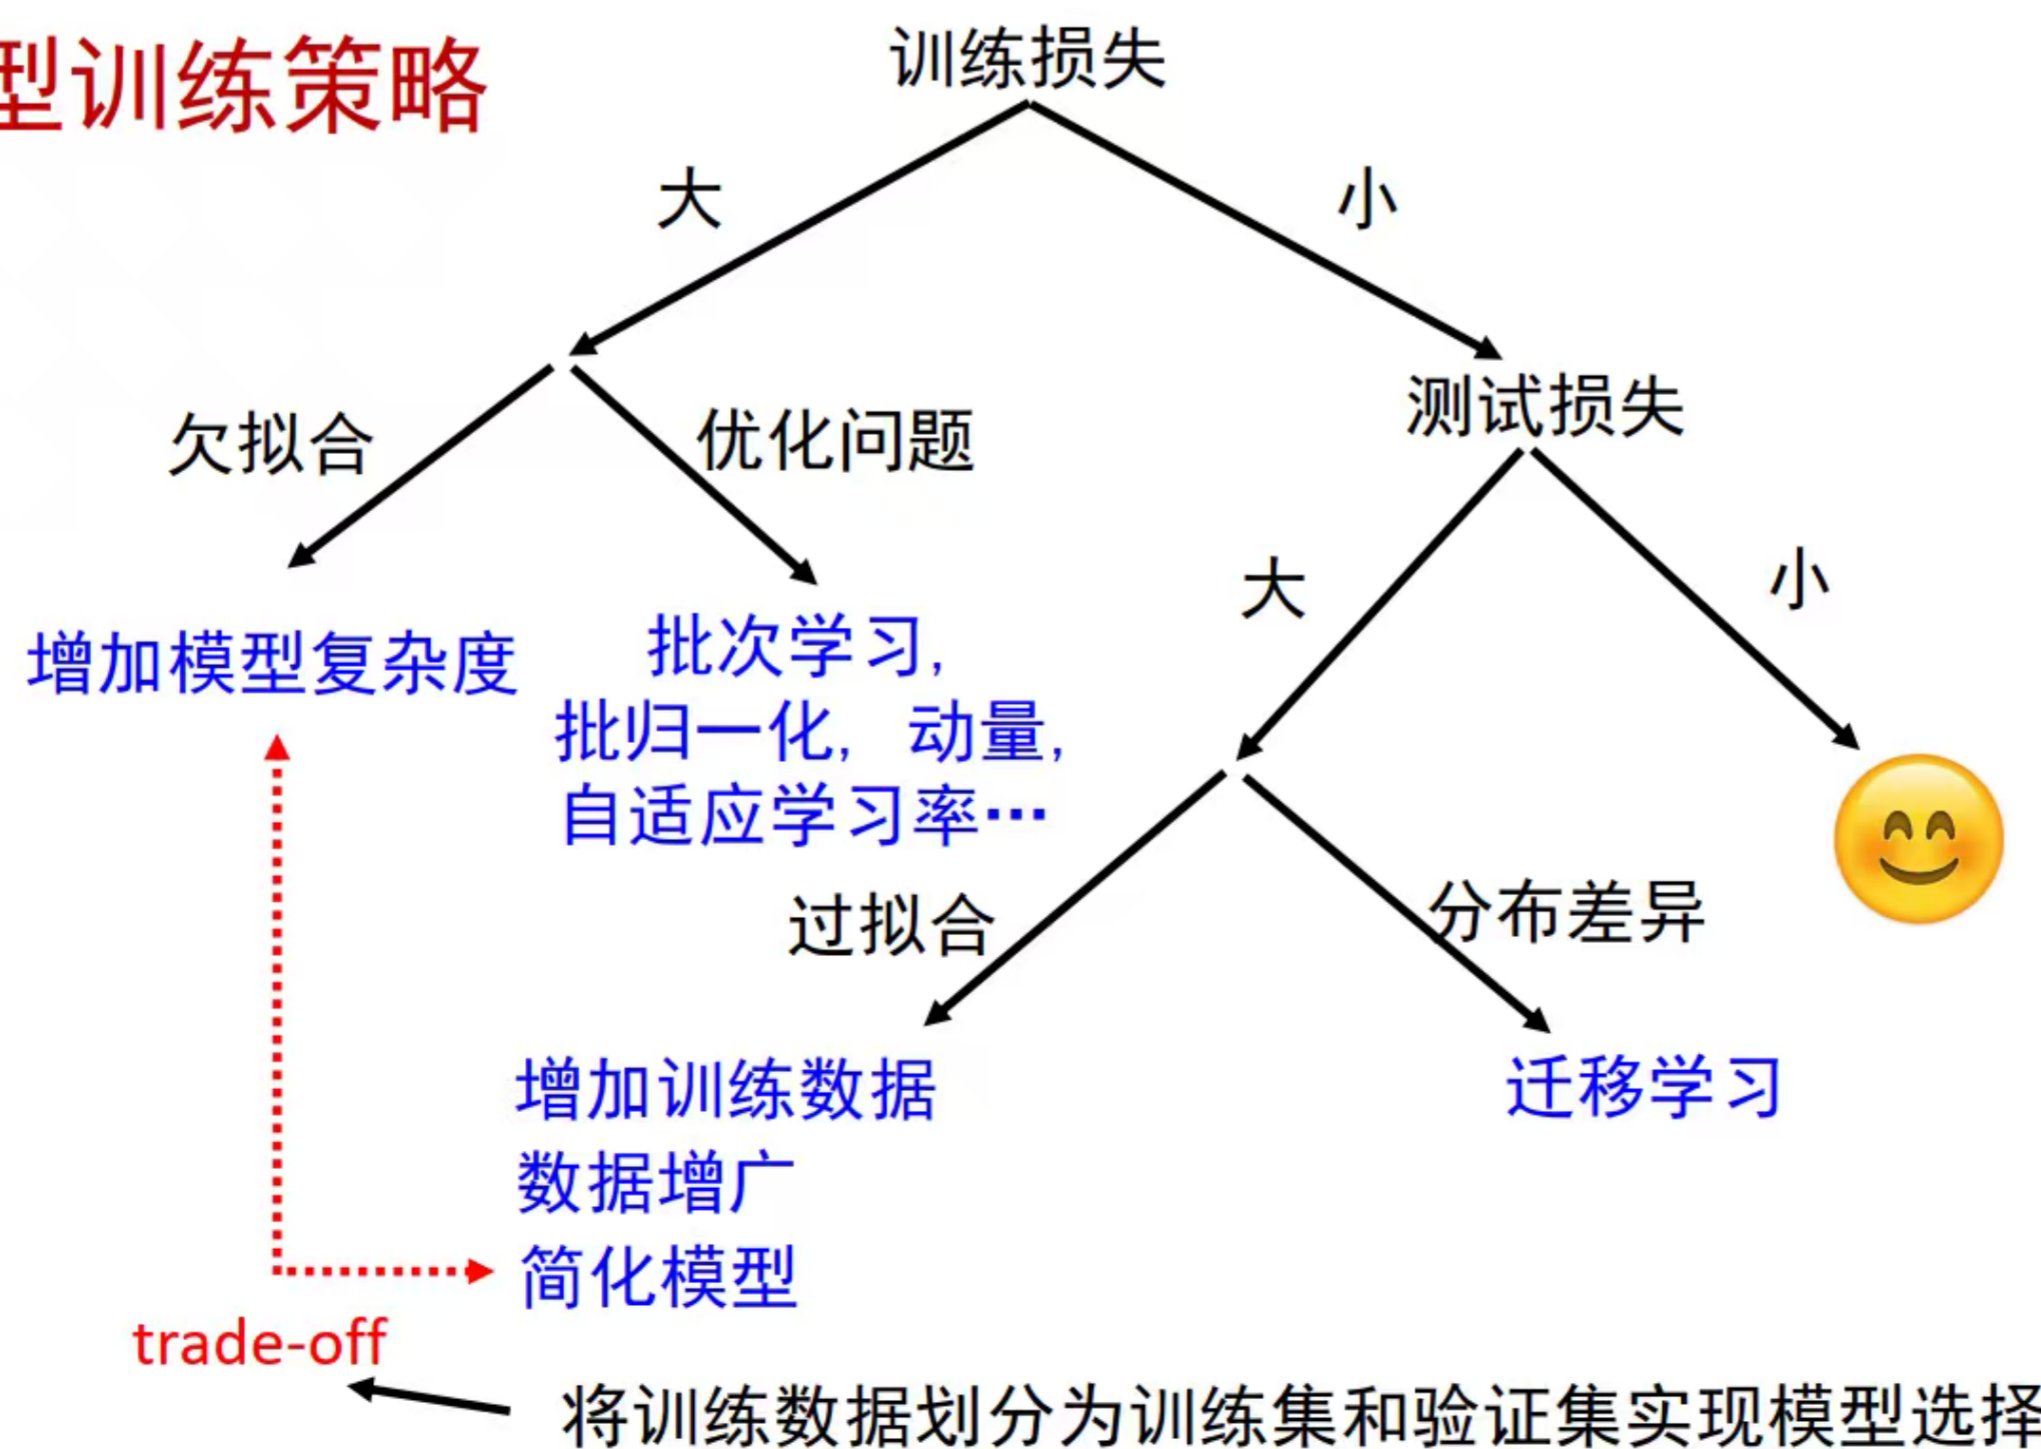 型训练策略
训练损失
大
小
欠拟合
优化问题
测试损失
增加模型复杂度
批次学习,
批归一化, 动量,
自适应学习率…
大
小
过拟合
分布差异
增加训练数据
数据增广
简化模型
迁移学习
trade-off
将训练数据划分为训练集和验证集实现模型选择